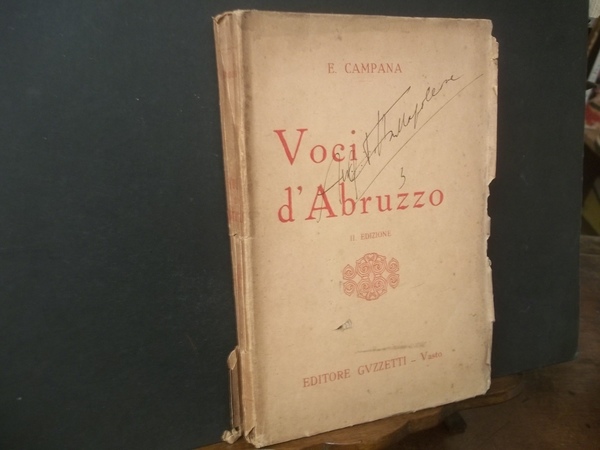 E. CAMPANA
Voci
d'Abruzzo
II EDIZIONE
EDITORE GVZZETTI - Vasto